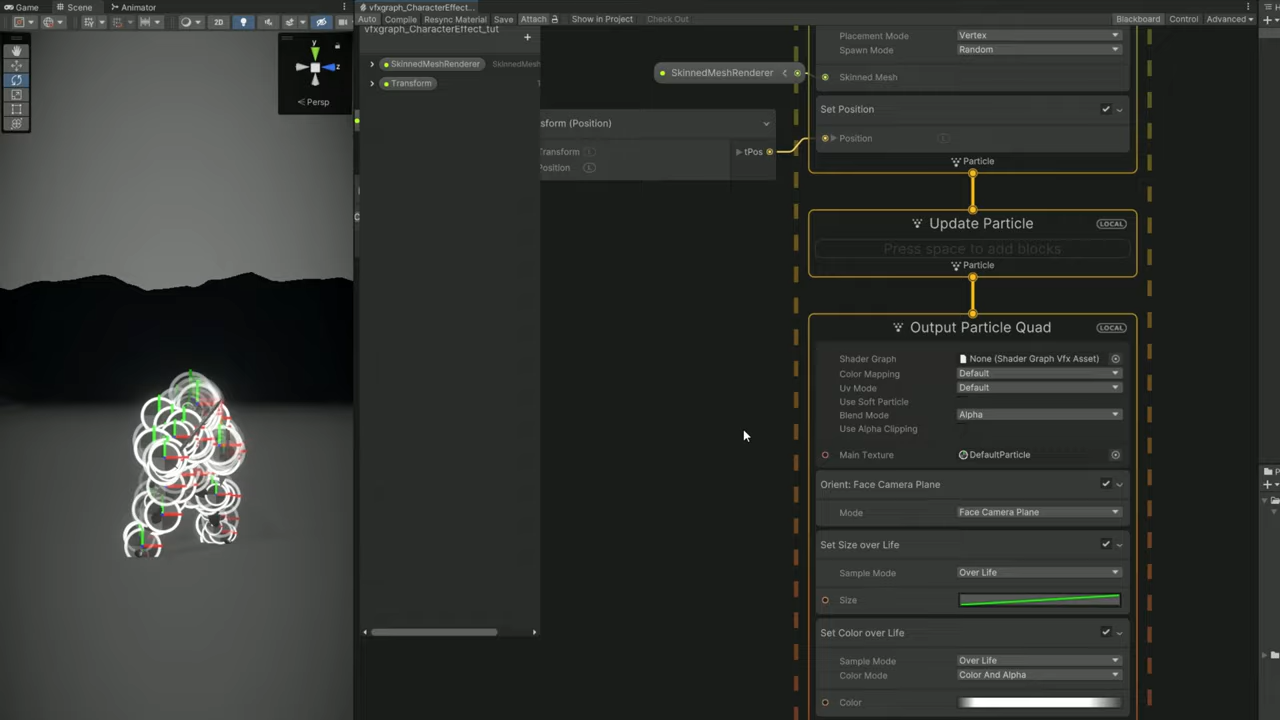 Game
Scene
Animator
2D
y
z
Persp
vfxgraph_CharacterEffect...
Auto
Compile
Resync Material
Save
Attach
Show in Project
Check Out
Blackboard
Control
Advanced
vfxgraph_CharacterEffect_tut
+
SkinnedMeshRenderer SkinnedMesh
Transform
SkinnedMeshRenderer
sform (Position)
Transform L
Position L
tPos
Placement Mode Vertex
Spawn Mode Random
Skinned Mesh
Set Position
Position L
Particle
Update Particle LOCAL
Press space to add blocks
Particle
Output Particle Quad LOCAL
Shader Graph None (Shader Graph Vfx Asset)
Color Mapping Default
Uv Mode Default
Use Soft Particle
Blend Mode Alpha
Use Alpha Clipping
Main Texture DefaultParticle
Orient: Face Camera Plane
Mode Face Camera Plane
Set Size over Life
Sample Mode Over Life
Size
Set Color over Life
Sample Mode Over Life
Color Mode Color And Alpha
Color